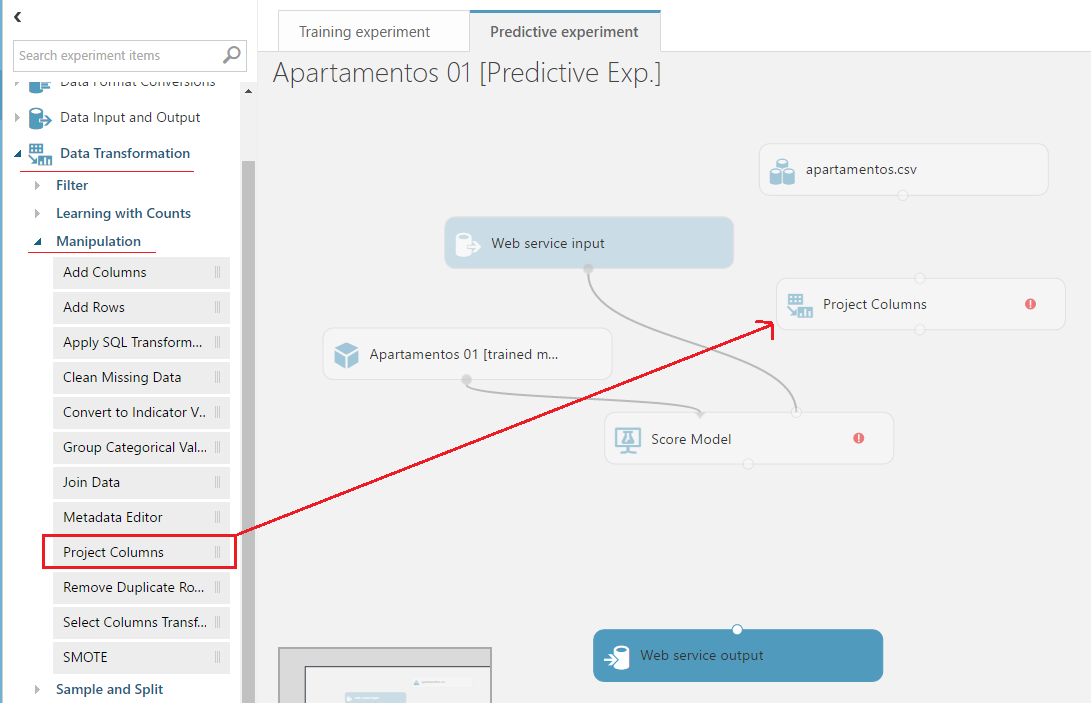 Training experiment
Predictive experiment
Search experiment items
Apartamentos 01 [Predictive Exp.]
Data Format Conversions
Data Input and Output
Data Transformation
Filter
Learning with Counts
Manipulation
Add Columns
Add Rows
Apply SQL Transform...
Clean Missing Data
Convert to Indicator V..
Group Categorical Val...
Join Data
Metadata Editor
Project Columns
Remove Duplicate Ro...
Select Columns Transf...
SMOTE
Sample and Split
apartamentos.csv
Web service input
Project Columns
Apartamentos 01 [trained m...
Score Model
Web service output